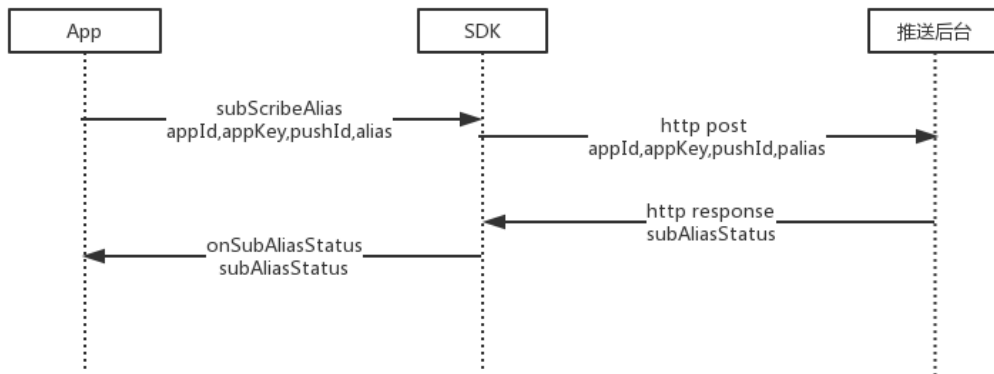 App
SDK
推送后台
subScribeAlias
appId,appKey,pushId,alias
http post
appId,appKey,pushId,palias
http response
subAliasStatus
onSubAliasStatus
subAliasStatus